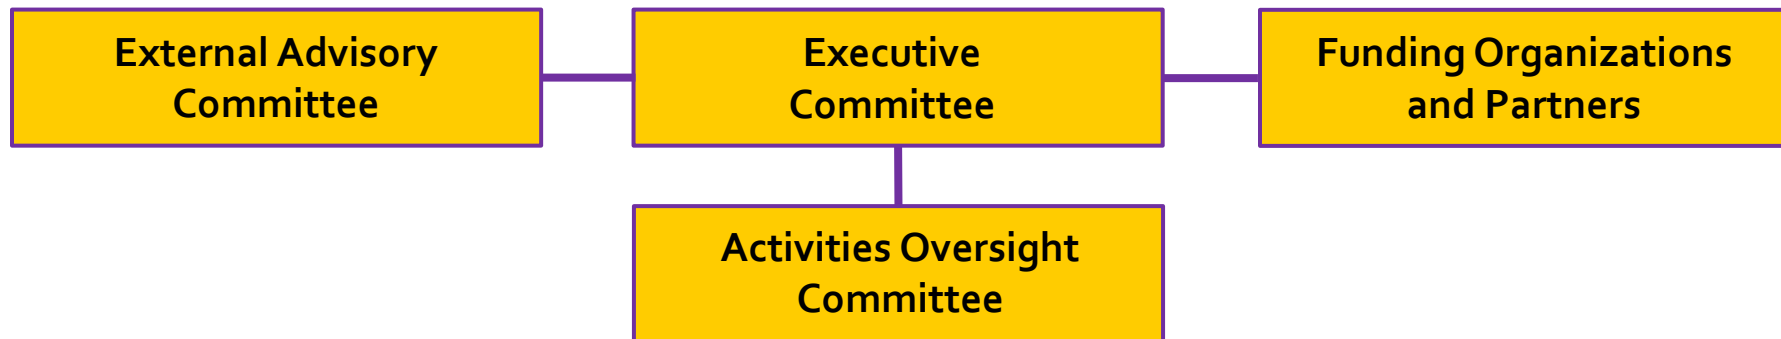 External Advisory
Committee
Executive
Committee
Funding Organizations
and Partners
Activities Oversight
Committee